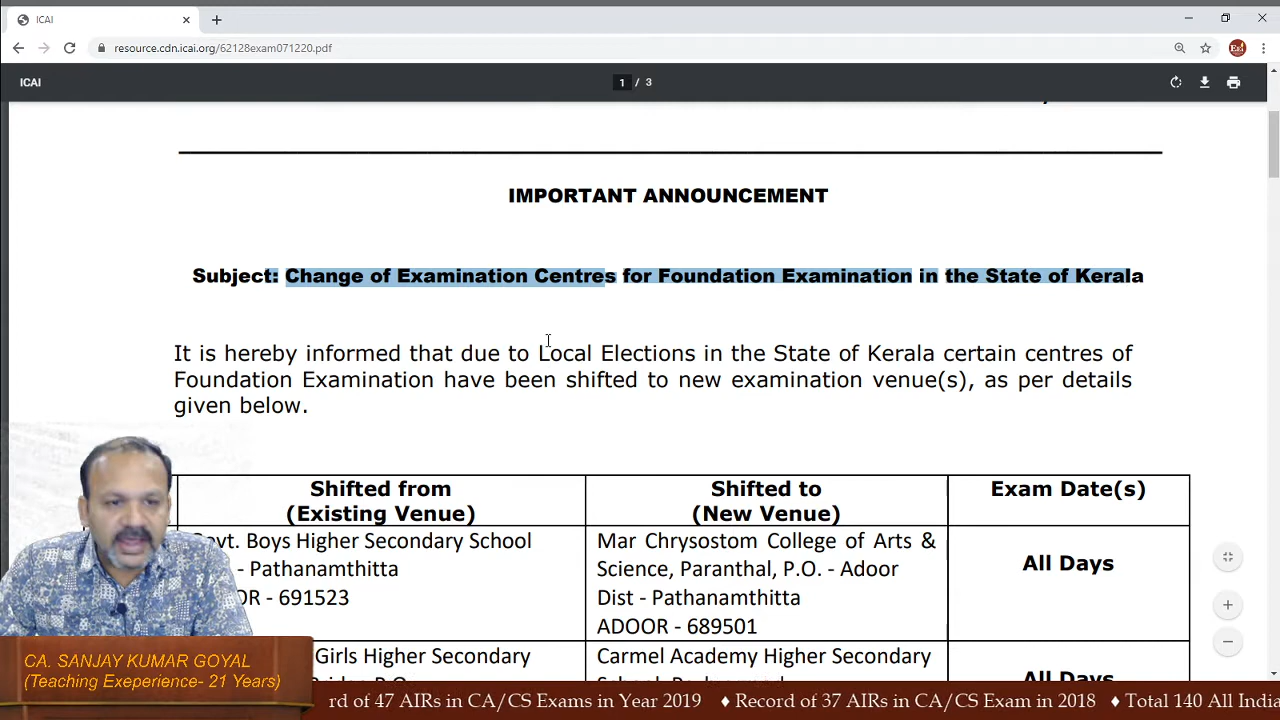 ICAI
resource.cdn.icai.org/62128exam071220.pdf
ICAI
1 / 3
IMPORTANT ANNOUNCEMENT
Subject: Change of Examination Centres for Foundation Examination in the State of Kerala
It is hereby informed that due to Local Elections in the State of Kerala certain centres of
Foundation Examination have been shifted to new examination venue(s), as per details
given below.
Shifted from
(Existing Venue)
Shifted to
(New Venue)
Exam Date(s)
Govt. Boys Higher Secondary School
- Pathanamthitta
OR - 691523
Mar Chrysostom College of Arts &
Science, Paranthal, P.O. - Adoor
Dist - Pathanamthitta
ADOOR - 689501
All Days
Girls Higher Secondary
Carmel Academy Higher Secondary
All Days
CA. SANJAY KUMAR GOYAL
(Teaching Exeperience- 21 Years)
rd of 47 AIRs in CA/CS Exams in Year 2019 ♦ Record of 37 AIRs in CA/CS Exam in 2018 ♦ Total 140 All India